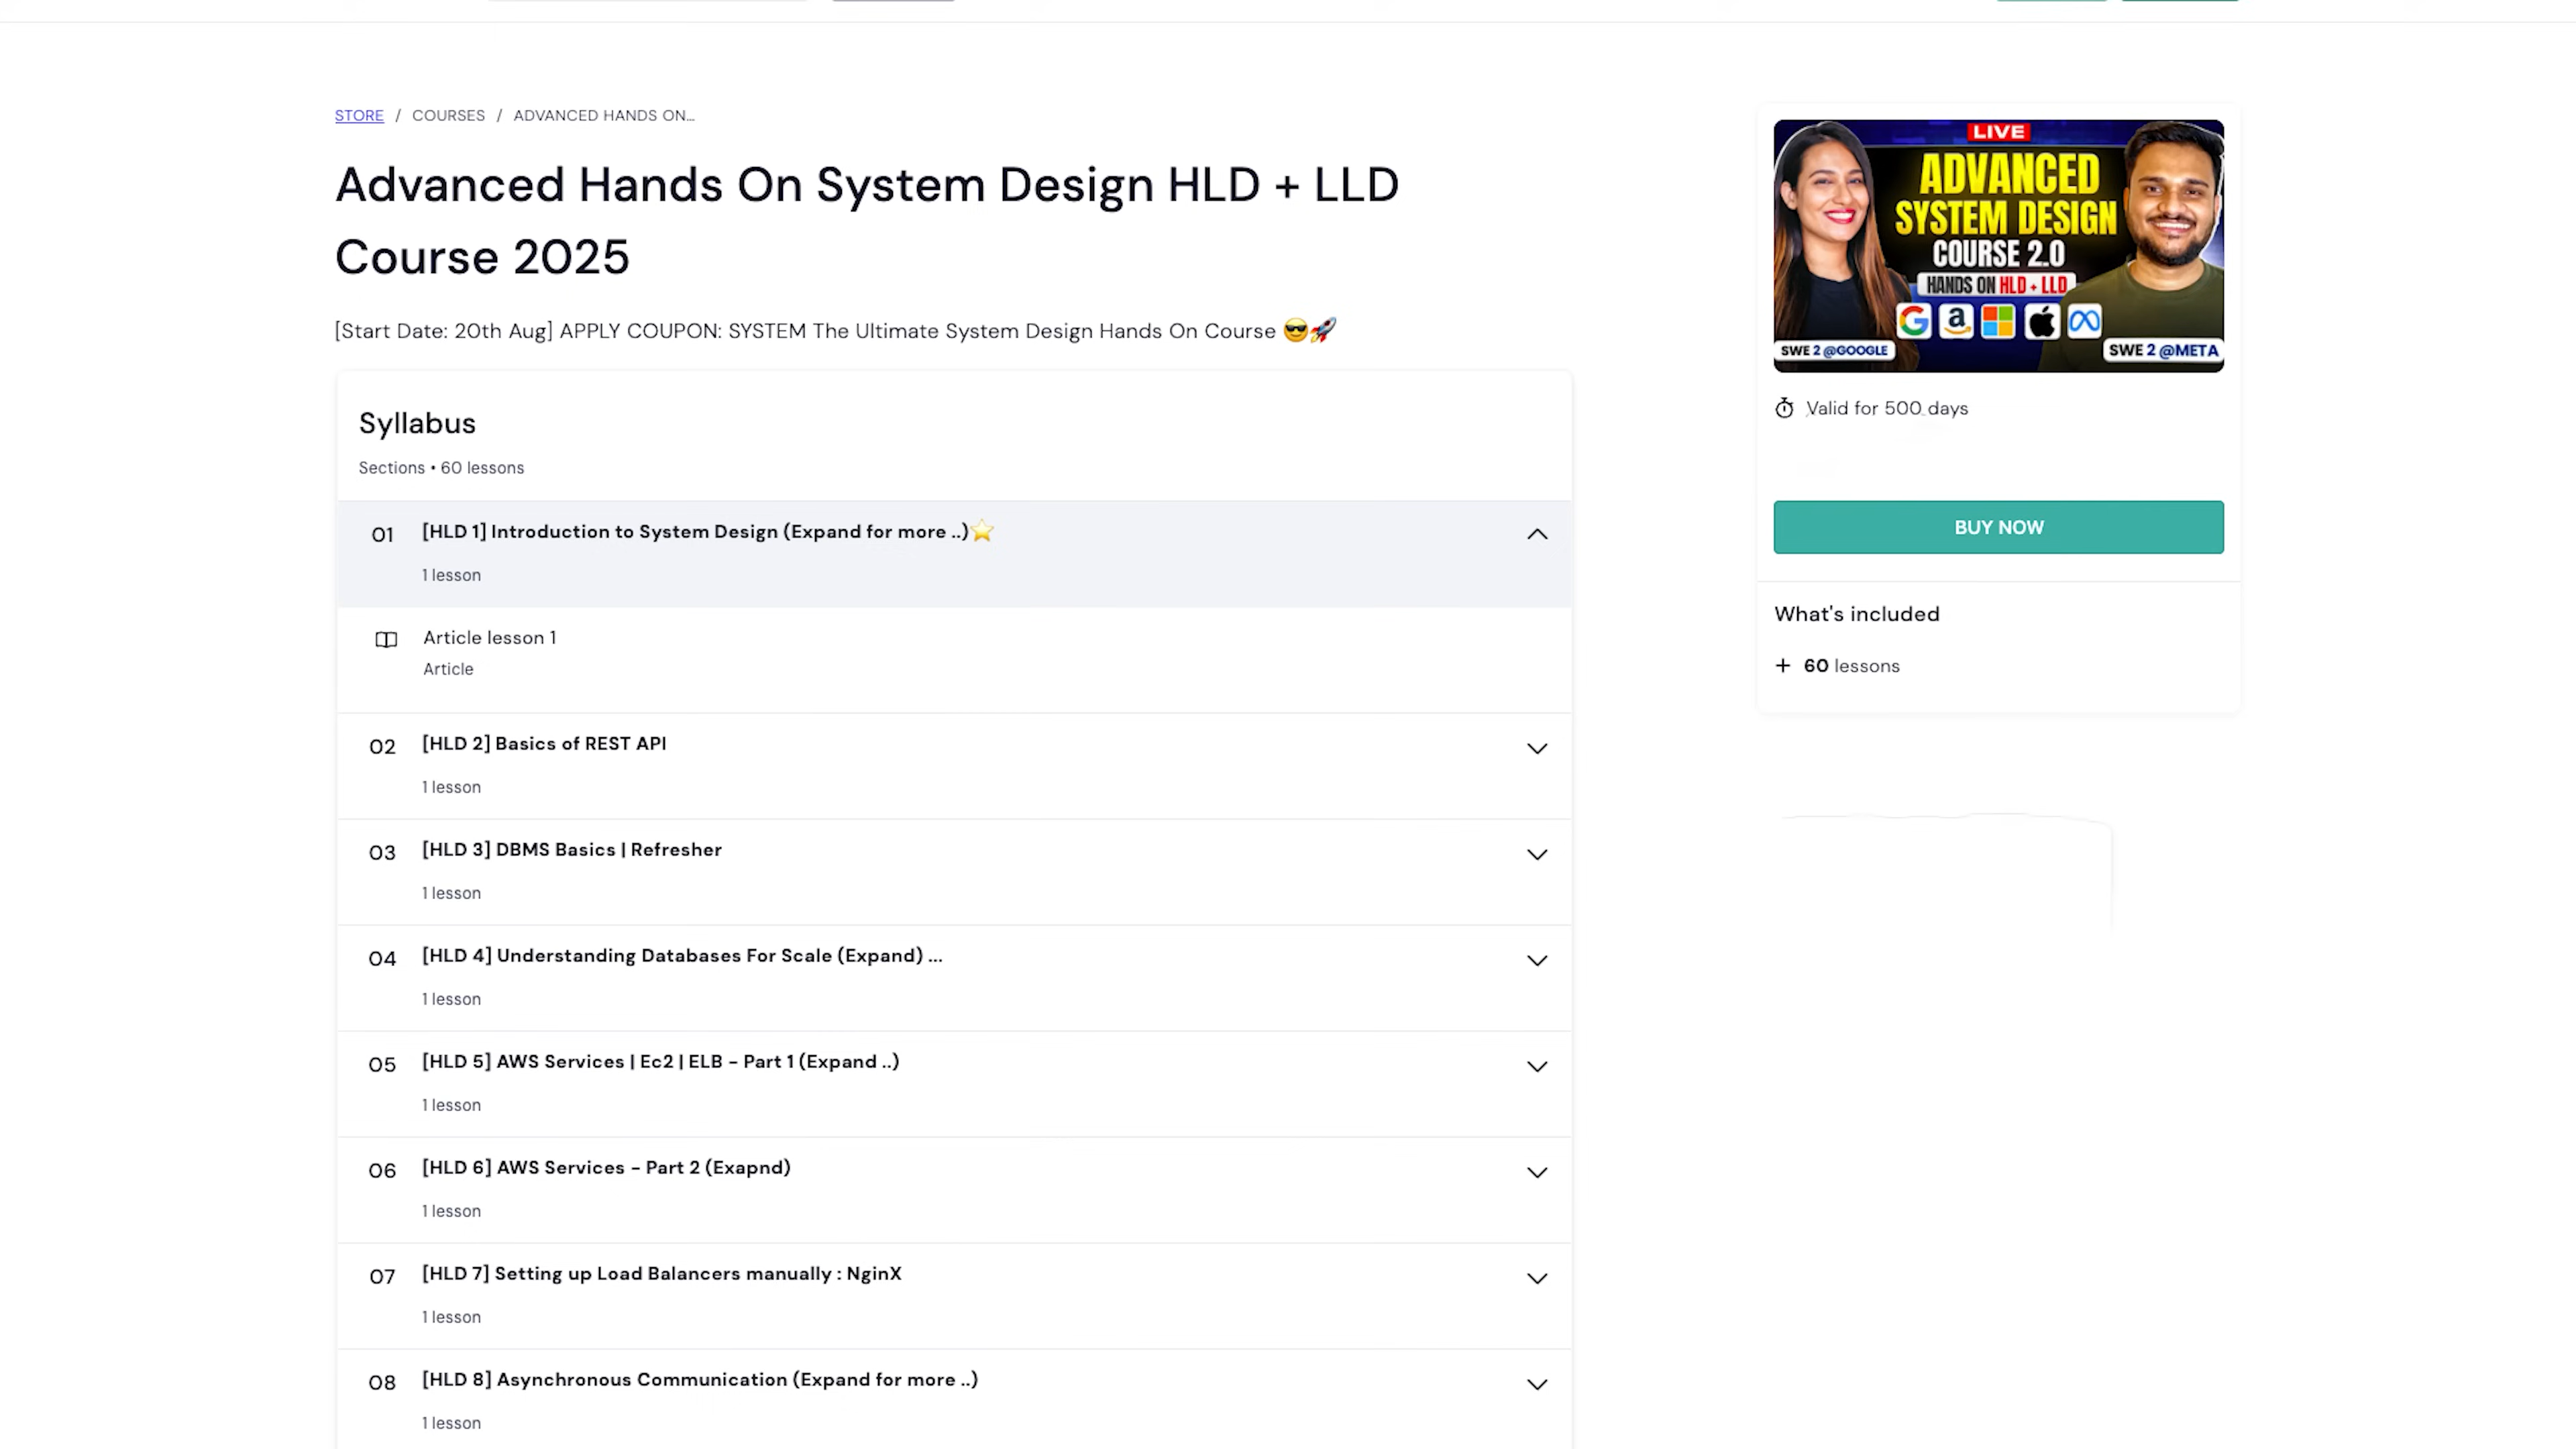 STORE / COURSES / ADVANCED HANDS ON...
Advanced Hands On System Design HLD + LLD
Course 2025
[Start Date: 20th Aug] APPLY COUPON: SYSTEM The Ultimate System Design Hands On Course 😎🚀
Syllabus
Sections • 60 lessons
01 [HLD 1] Introduction to System Design (Expand for more ..)⭐
1 lesson
Article lesson 1
Article
02 [HLD 2] Basics of REST API
1 lesson
03 [HLD 3] DBMS Basics | Refresher
1 lesson
04 [HLD 4] Understanding Databases For Scale (Expand) ...
1 lesson
05 [HLD 5] AWS Services | Ec2 | ELB - Part 1 (Expand ..)
1 lesson
06 [HLD 6] AWS Services - Part 2 (Exapnd)
1 lesson
07 [HLD 7] Setting up Load Balancers manually : NginX
1 lesson
08 [HLD 8] Asynchronous Communication (Expand for more ..)
1 lesson
LIVE
ADVANCED
SYSTEM DESIGN
COURSE 2.0
HANDS ON HLD + LLD
SWE 2 @GOOGLE
SWE 2 @META
Valid for 500 days
BUY NOW
What's included
+ 60 lessons